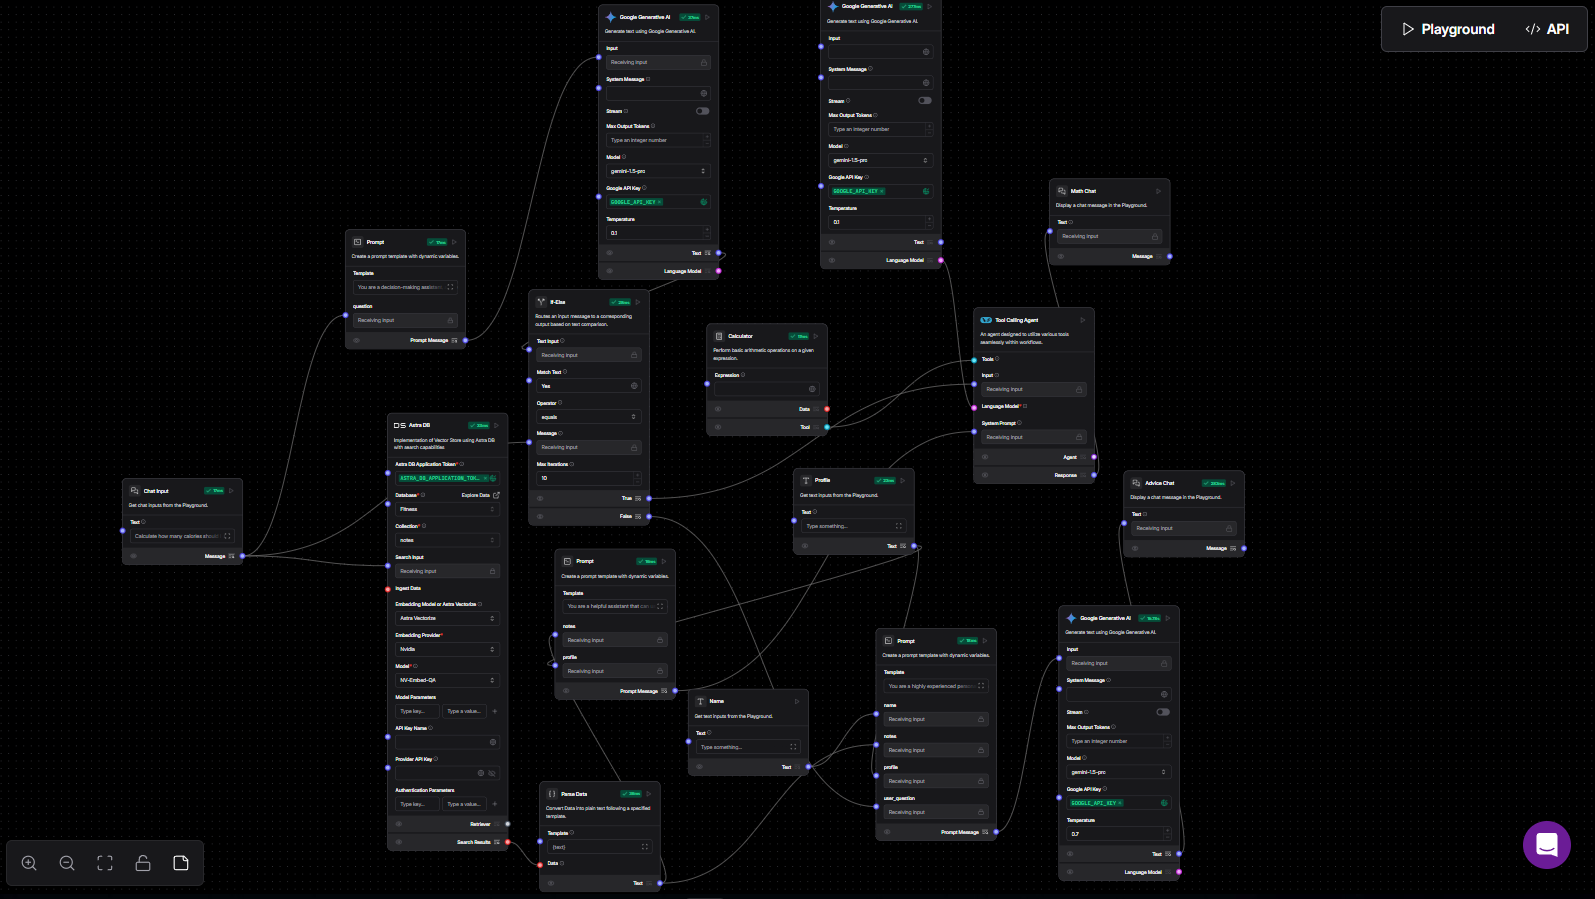 Playground
API
Google Generative AI
Generate text using Google Generative AI.
Input
Receiving input
System Message
Stream
Max Output Tokens
Type an integer number
Model
gemini-1.5-pro
Google API Key
GOOGLE_API_KEY
Temperature
0.1
Text
Language Model
Google Generative AI
Generate text using Google Generative AI.
Input
System Message
Stream
Max Output Tokens
Type an integer number
Model
gemini-1.5-pro
Google API Key
GOOGLE_API_KEY
Temperature
0.1
Text
Language Model
Math Chat
Display a chat message in the Playground.
Text
Receiving input
Message
Prompt
Create a prompt template with dynamic variables.
Template
You are a decision-making assisten
question
Receiving input
Prompt Message
If-Else
Routes an input message to a corresponding
output based on text comparison.
Text Input
Receiving input
Match Text
Yes
Operator
equals
Message
Receiving input
Max Iterations
10
True
False
Calculator
Perform basic arithmetic operations on a given
expression.
Expression
Data
Tool
Tool Calling Agent
An agent designed to utilize various tools
seamlessly within workflows.
Tools
Input
Receiving input
Language Model*
System Prompt
Receiving input
Agent
Response
Astra DB
Implementation of Vector Store using Astra DB
with search capabilities
Astra DB Application Token*
ASTRA_DB_APPLICATION_TOK...
Database*
Explore Data
Fitness
Collection*
notes
Search Input
Receiving input
Ingest Data
Embedding Model or Astra Vectorize
Astra Vectorize
Embedding Provider*
Nvidia
Model*
NV-Embed-QA
Model Parameters
Type key...
Type a value...
API Key Name
Provider API Key
Authentication Parameters
Type key...
Type a value...
Retriever
Search Results
Chat Input
Get chat inputs from the Playground.
Text
Calculate how many calories should
Message
Profile
Get text inputs from the Playground.
Text
Type something...
Text
Advice Chat
Display a chat message in the Playground.
Text
Receiving input
Message
Prompt
Create a prompt template with dynamic variables.
Template
You are a helpful assistant that can
notes
Receiving input
profile
Receiving input
Prompt Message
Name
Get text inputs from the Playground.
Text
Type something...
Text
Prompt
Create a prompt template with dynamic variables.
Template
You are a highly experienced
name
Receiving input
notes
Receiving input
profile
Receiving input
user_question
Receiving input
Prompt Message
Google Generative AI
Generate text using Google Generative AI.
Input
Receiving input
System Message
Stream
Max Output Tokens
Type an integer number
Model
gemini-1.5-pro
Google API Key
GOOGLE_API_KEY
Temperature
0.7
Text
Language Model
Parse Data
Convert Data into plain text following a specified
template.
Template
{text}
Data
Text